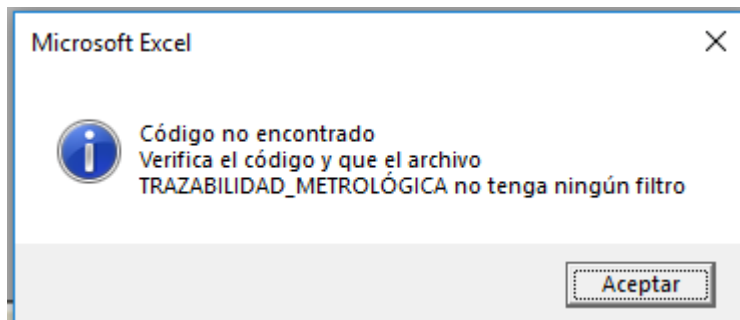 Microsoft Excel
Código no encontrado
Verifica el código y que el archivo
TRAZABILIDAD_METROLÓGICA no tenga ningún filtro
Aceptar